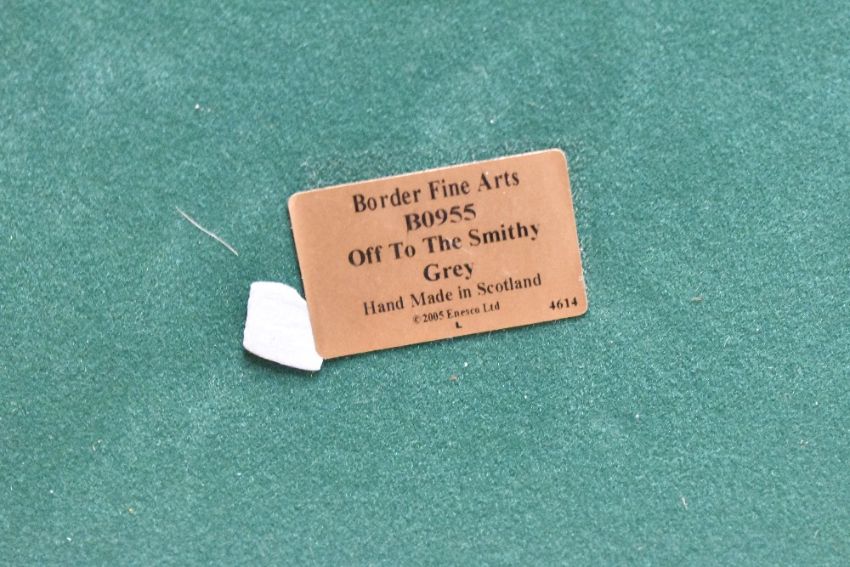 Border Fine Arts
B0955
Off To The Smithy
Grey
Hand Made in Scotland
© 2005 Enesco Ltd 4614
L